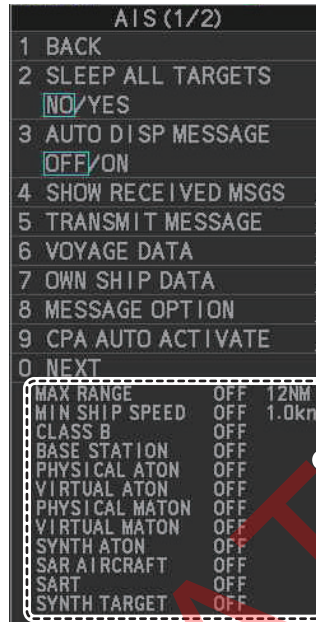 AIS (1/2)
1 BACK
2 SLEEP ALL TARGETS
NO/YES
3 AUTO DISP MESSAGE
OFF/ON
4 SHOW RECEIVED MSGS
5 TRANSMIT MESSAGE
6 VOYAGE DATA
7 OWN SHIP DATA
8 MESSAGE OPTION
9 CPA AUTO ACTIVATE
0 NEXT
MAX RANGE OFF 12NM
MIN SHIP SPEED OFF 1.0kn
CLASS B OFF
BASE STATION OFF
PHYSICAL ATON OFF
VIRTUAL ATON OFF
PHYSICAL MATON OFF
VIRTUAL MATON OFF
SYNTH ATON OFF
SAR AIRCRAFT OFF
SART OFF
SYNTH TARGET OFF